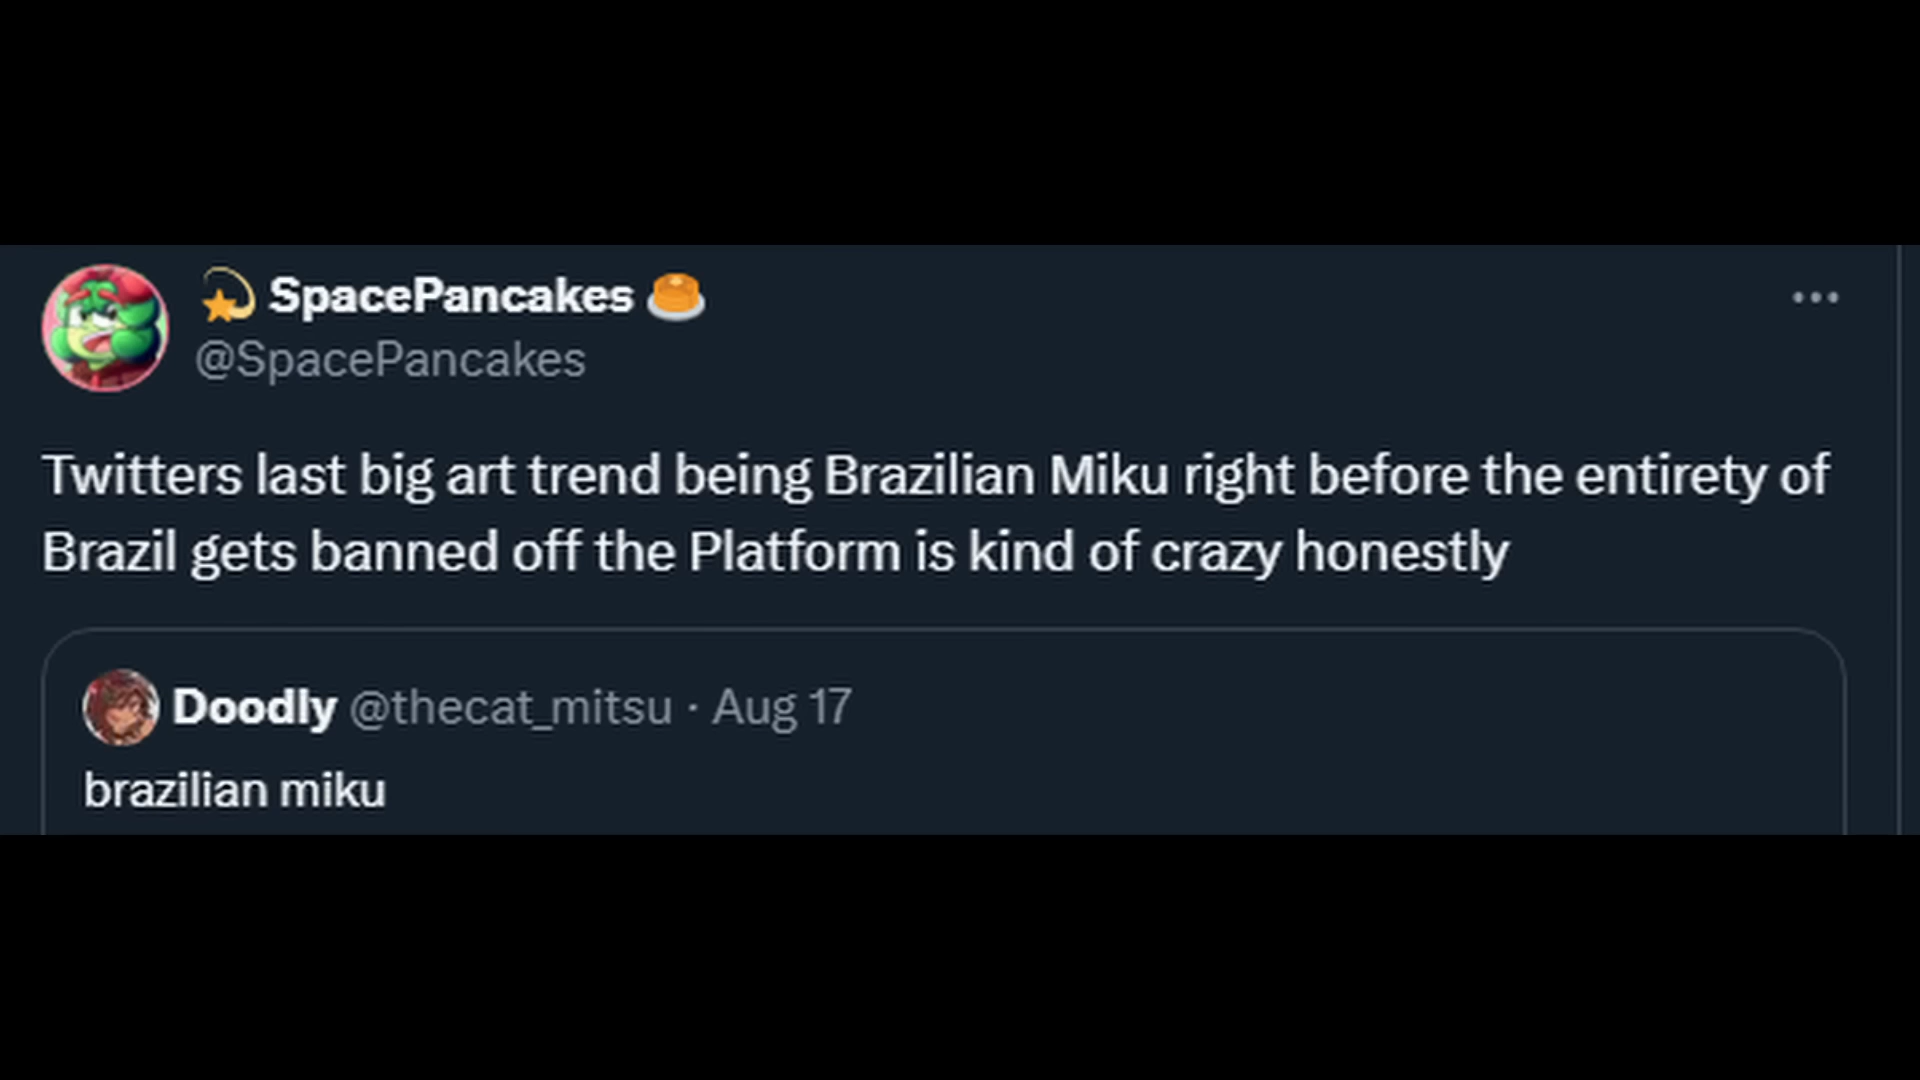 💫 SpacePancakes 🥞
@SpacePancakes
Twitters last big art trend being Brazilian Miku right before the entirety of
Brazil gets banned off the Platform is kind of crazy honestly
Doodly @thecat_mitsu · Aug 17
brazilian miku